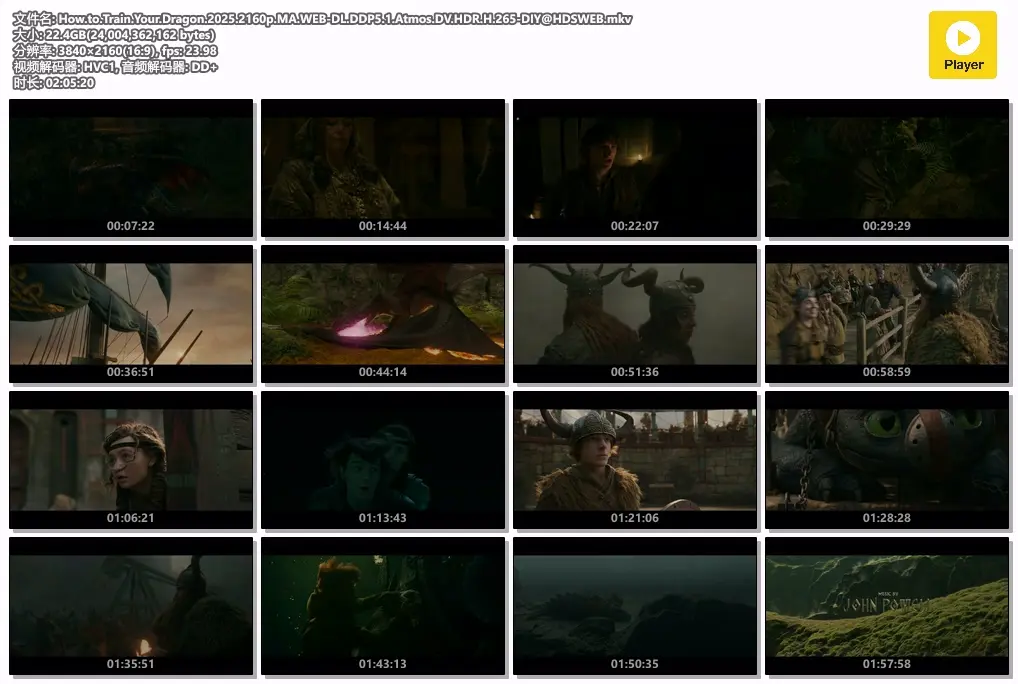 文件名: How.to.Train.Your.Dragon.2025.2160p.MA.WEB-DL.DDP5.1.Atmos.DV.HDR.H.265-DIY@HDSWEB.mkv
大小: 22.4GB(24,004,362,162 bytes)
分辨率: 3840×2160(16:9), fps: 23.98
视频解码器: HVC1, 音频解码器: DD+
时长: 02:05:20
Player
00:07:22
00:14:44
00:22:07
00:29:29
00:36:51
00:44:14
00:51:36
00:58:59
01:06:21
01:13:43
01:21:06
01:28:28
01:35:51
01:43:13
01:50:35
MUSIC BY
JOHN POWELL
01:57:58